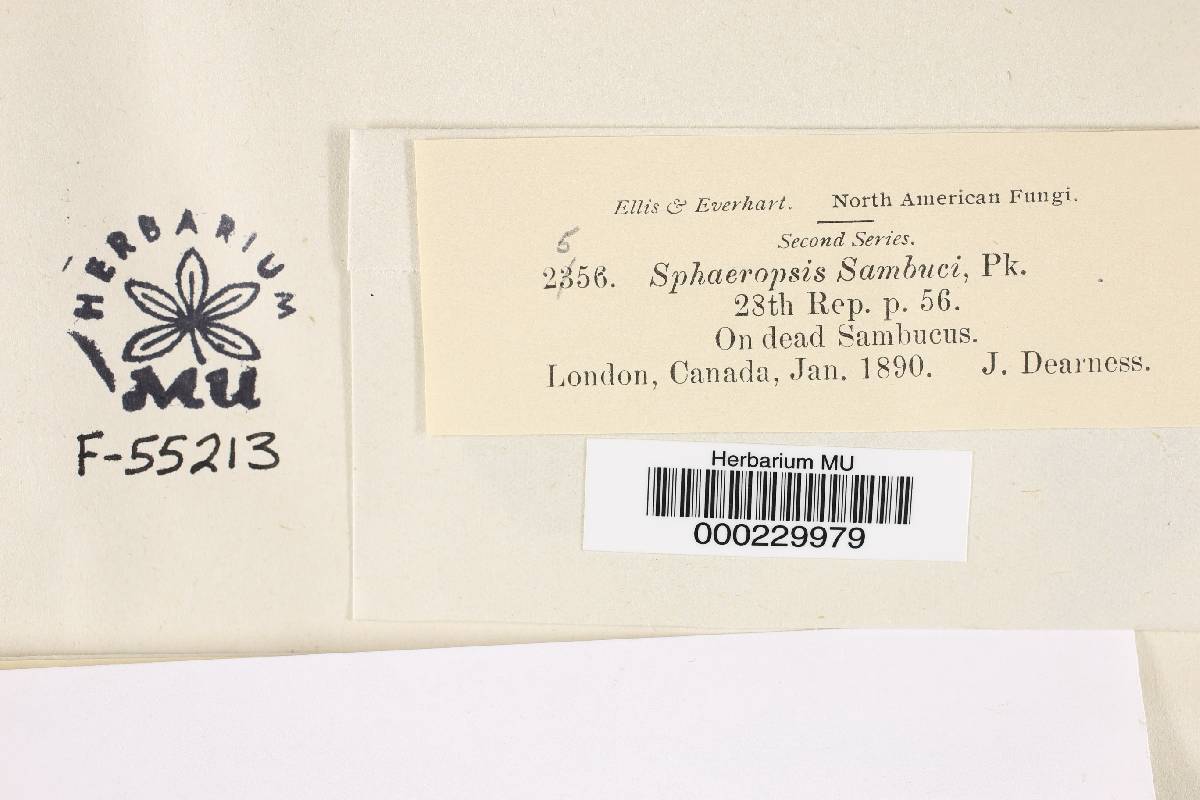 HERBARIUM
MU
F-55213
Ellis & Everhart. North American Fungi.
Second Series.
5
2356. Sphaeropsis Sambuci, Pk.
28th Rep. p. 56.
On dead Sambucus.
London, Canada, Jan. 1890. J. Dearness.
Herbarium MU
000229979